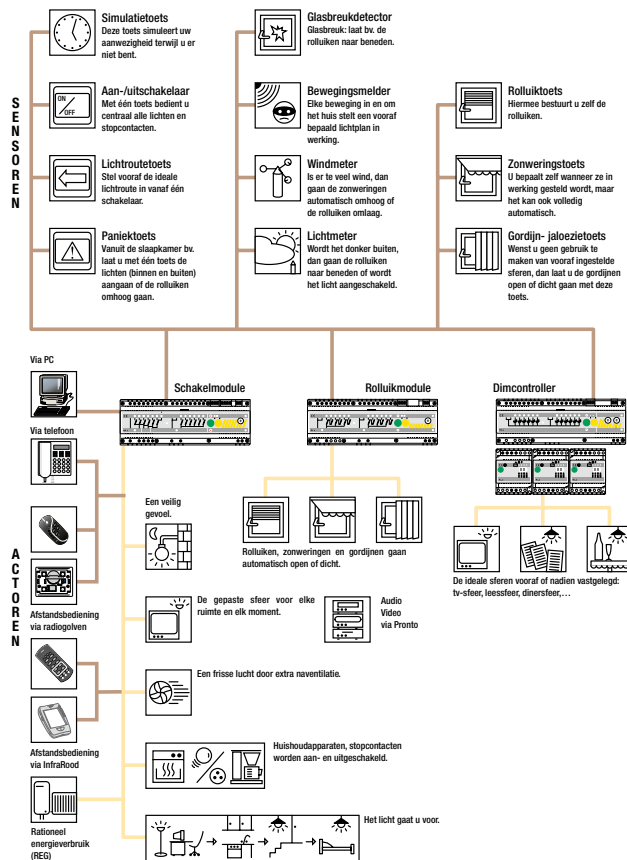 SENSOREN
Simulatietoets
Deze toets simuleert uw
aanwezigheid terwijl u er
niet bent.
ON
OFF
Aan-/uitschakelaar
Met één toets bedient u
centraal alle lichten en
stopcontacten.
Lichtroutetoets
Stel vooraf de ideale
lichtroute in vanaf één
schakelaar.
Paniektoets
Vanuit de slaapkamer bv.
laat u met één toets de
lichten (binnen en buiten)
aangaan of de rolluiken
omhoog gaan.
Glasbreukdetector
Glasbreuk: laat bv. de
rolluiken naar beneden.
Bewegingsmelder
Elke beweging in en om
het huis stelt een vooraf
bepaald lichtplan in
werking.
Windmeter
Is er te veel wind, dan
gaan de zonweringen
automatisch omhoog of
de rolluiken omlaag.
Lichtmeter
Wordt het donker buiten,
dan gaan de rolluiken
naar beneden of wordt
het licht aangeschakeld.
Rolluiktoets
Hiermee bestuurt u zelf de
rolluiken.
Zonweringstoets
U bepaalt zelf wanneer ze in
werking gesteld wordt, maar
het kan ook volledig
automatisch.
Gordijn- jaloezietoets
Wenst u geen gebruik te
maken van vooraf ingestelde
sferen, dan laat u de gordijnen
open of dicht gaan met deze
toets.
ACTOREN
Via PC
Schakelmodule
Rolluikmodule
Dimcontroller
Via telefoon
Een veilig
gevoel.
Rolluiken, zonweringen en gordijnen gaan
automatisch open of dicht.
De ideale sferen vooraf of nadien vastgelegd:
tv-sfeer, leessfeer, dinersfeer,…
Afstandsbediening
via radiogolven
De gepaste sfeer voor elke
ruimte en elk moment.
Audio
Video
via Pronto
Een frisse lucht door extra naventilatie.
Afstandsbediening
via InfraRood
Huishoudapparaten, stopcontacten
worden aan- en uitgeschakeld.
Rationeel
energieverbruik
(REG)
Het licht gaat u voor.